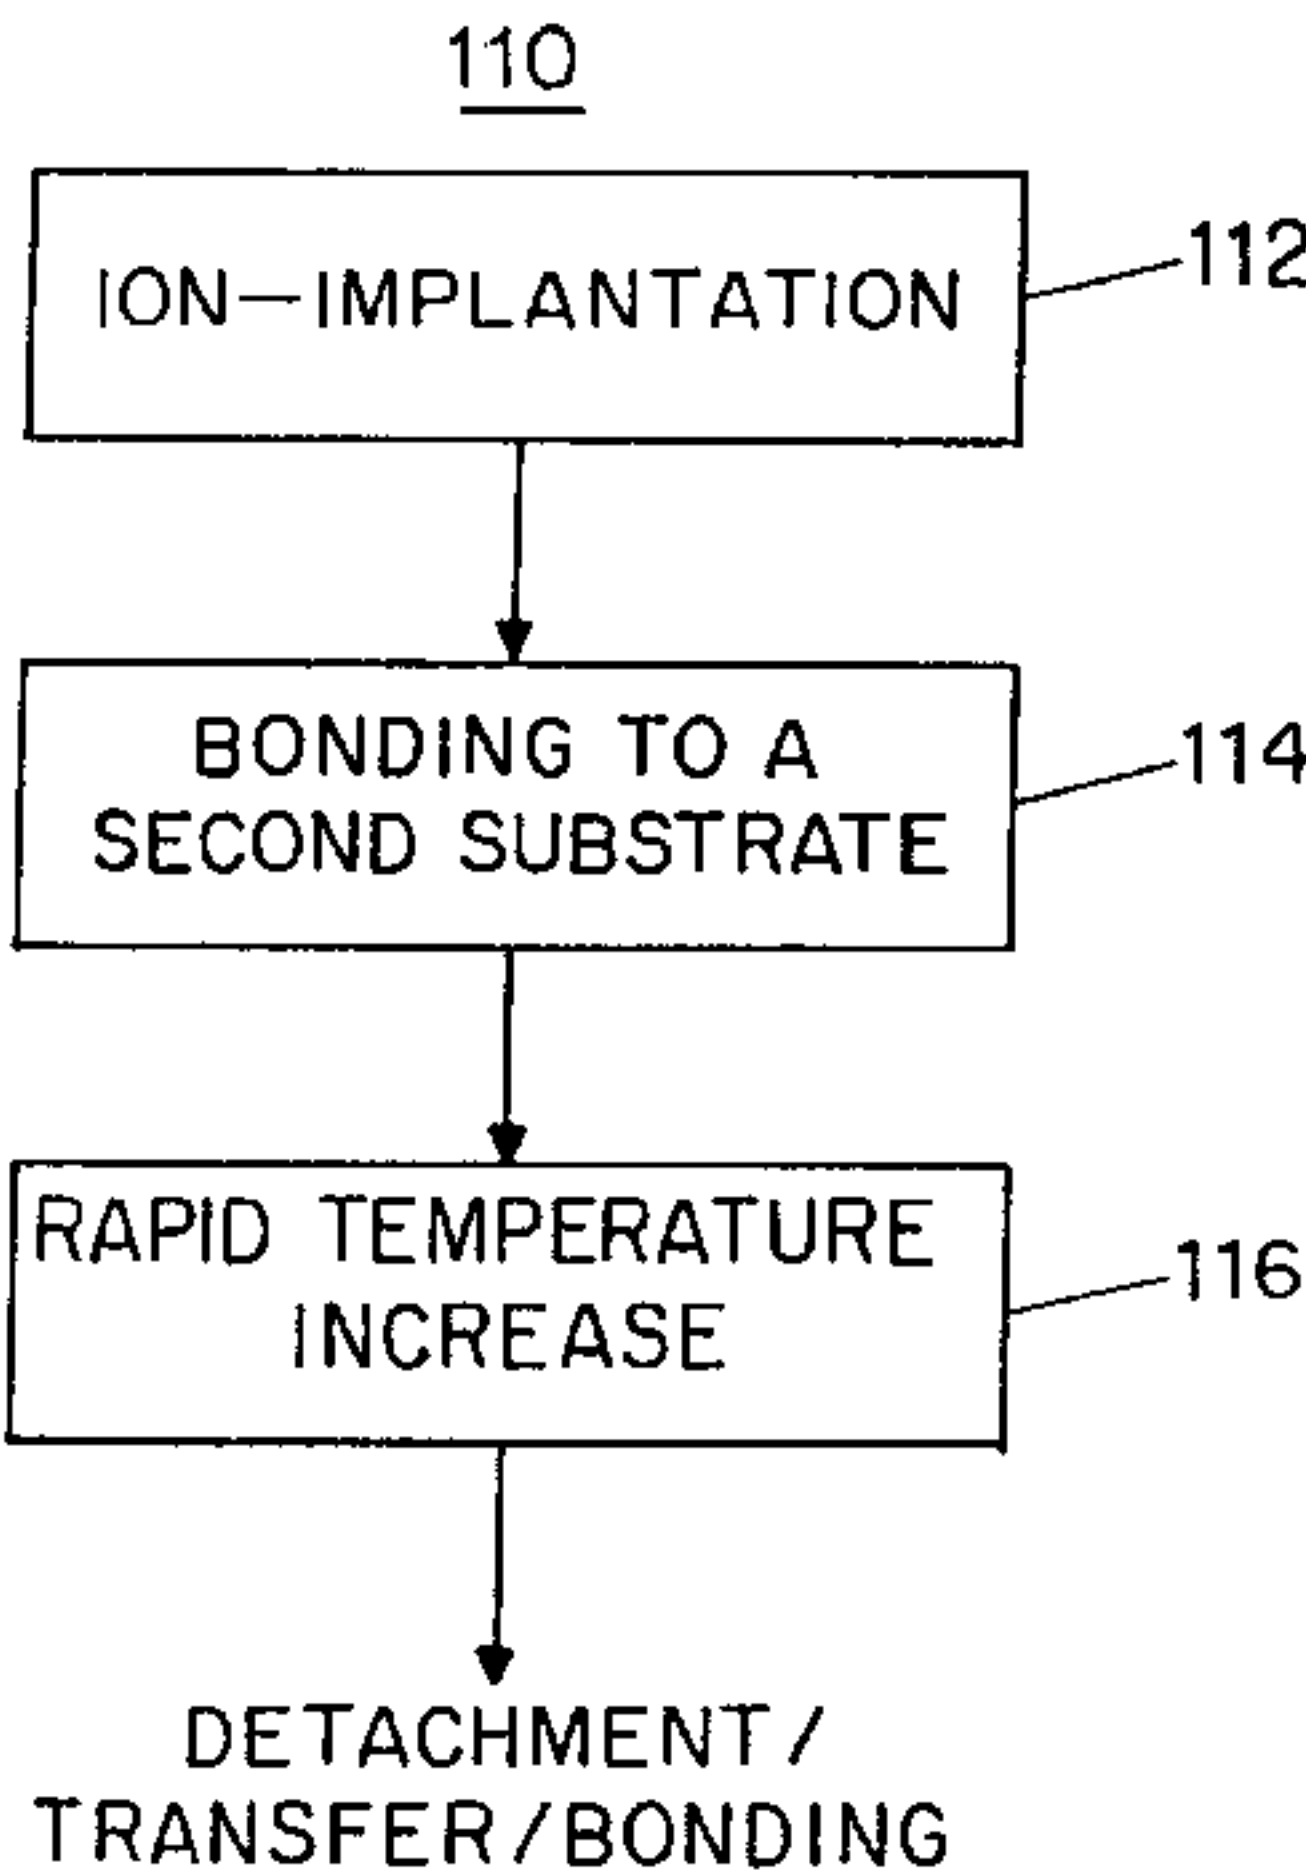 110
ION-IMPLANTATION
112
BONDING TO A
SECOND SUBSTRATE
114
RAPID TEMPERATURE
INCREASE
116
DETACHMENT/
TRANSFER/BONDING